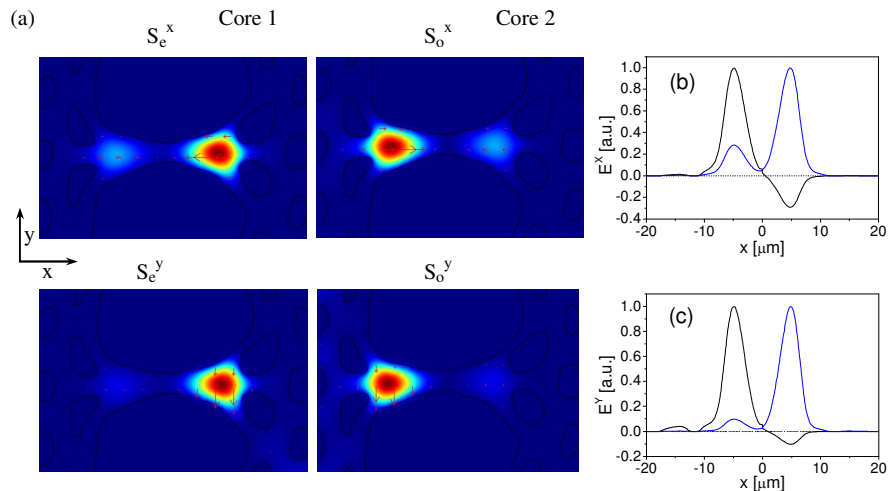 (a)
Core 1
Core 2
S_e^x
S_o^x
y
x
S_e^y
S_o^y
(b)
E^X [a.u.]
1.0
0.8
0.6
0.4
0.2
0.0
-0.2
-0.4
-20
-10
0
10
20
x [μm]
(c)
E^Y [a.u.]
1.0
0.8
0.6
0.4
0.2
0.0
-0.2
-20
-10
0
10
20
x [μm]